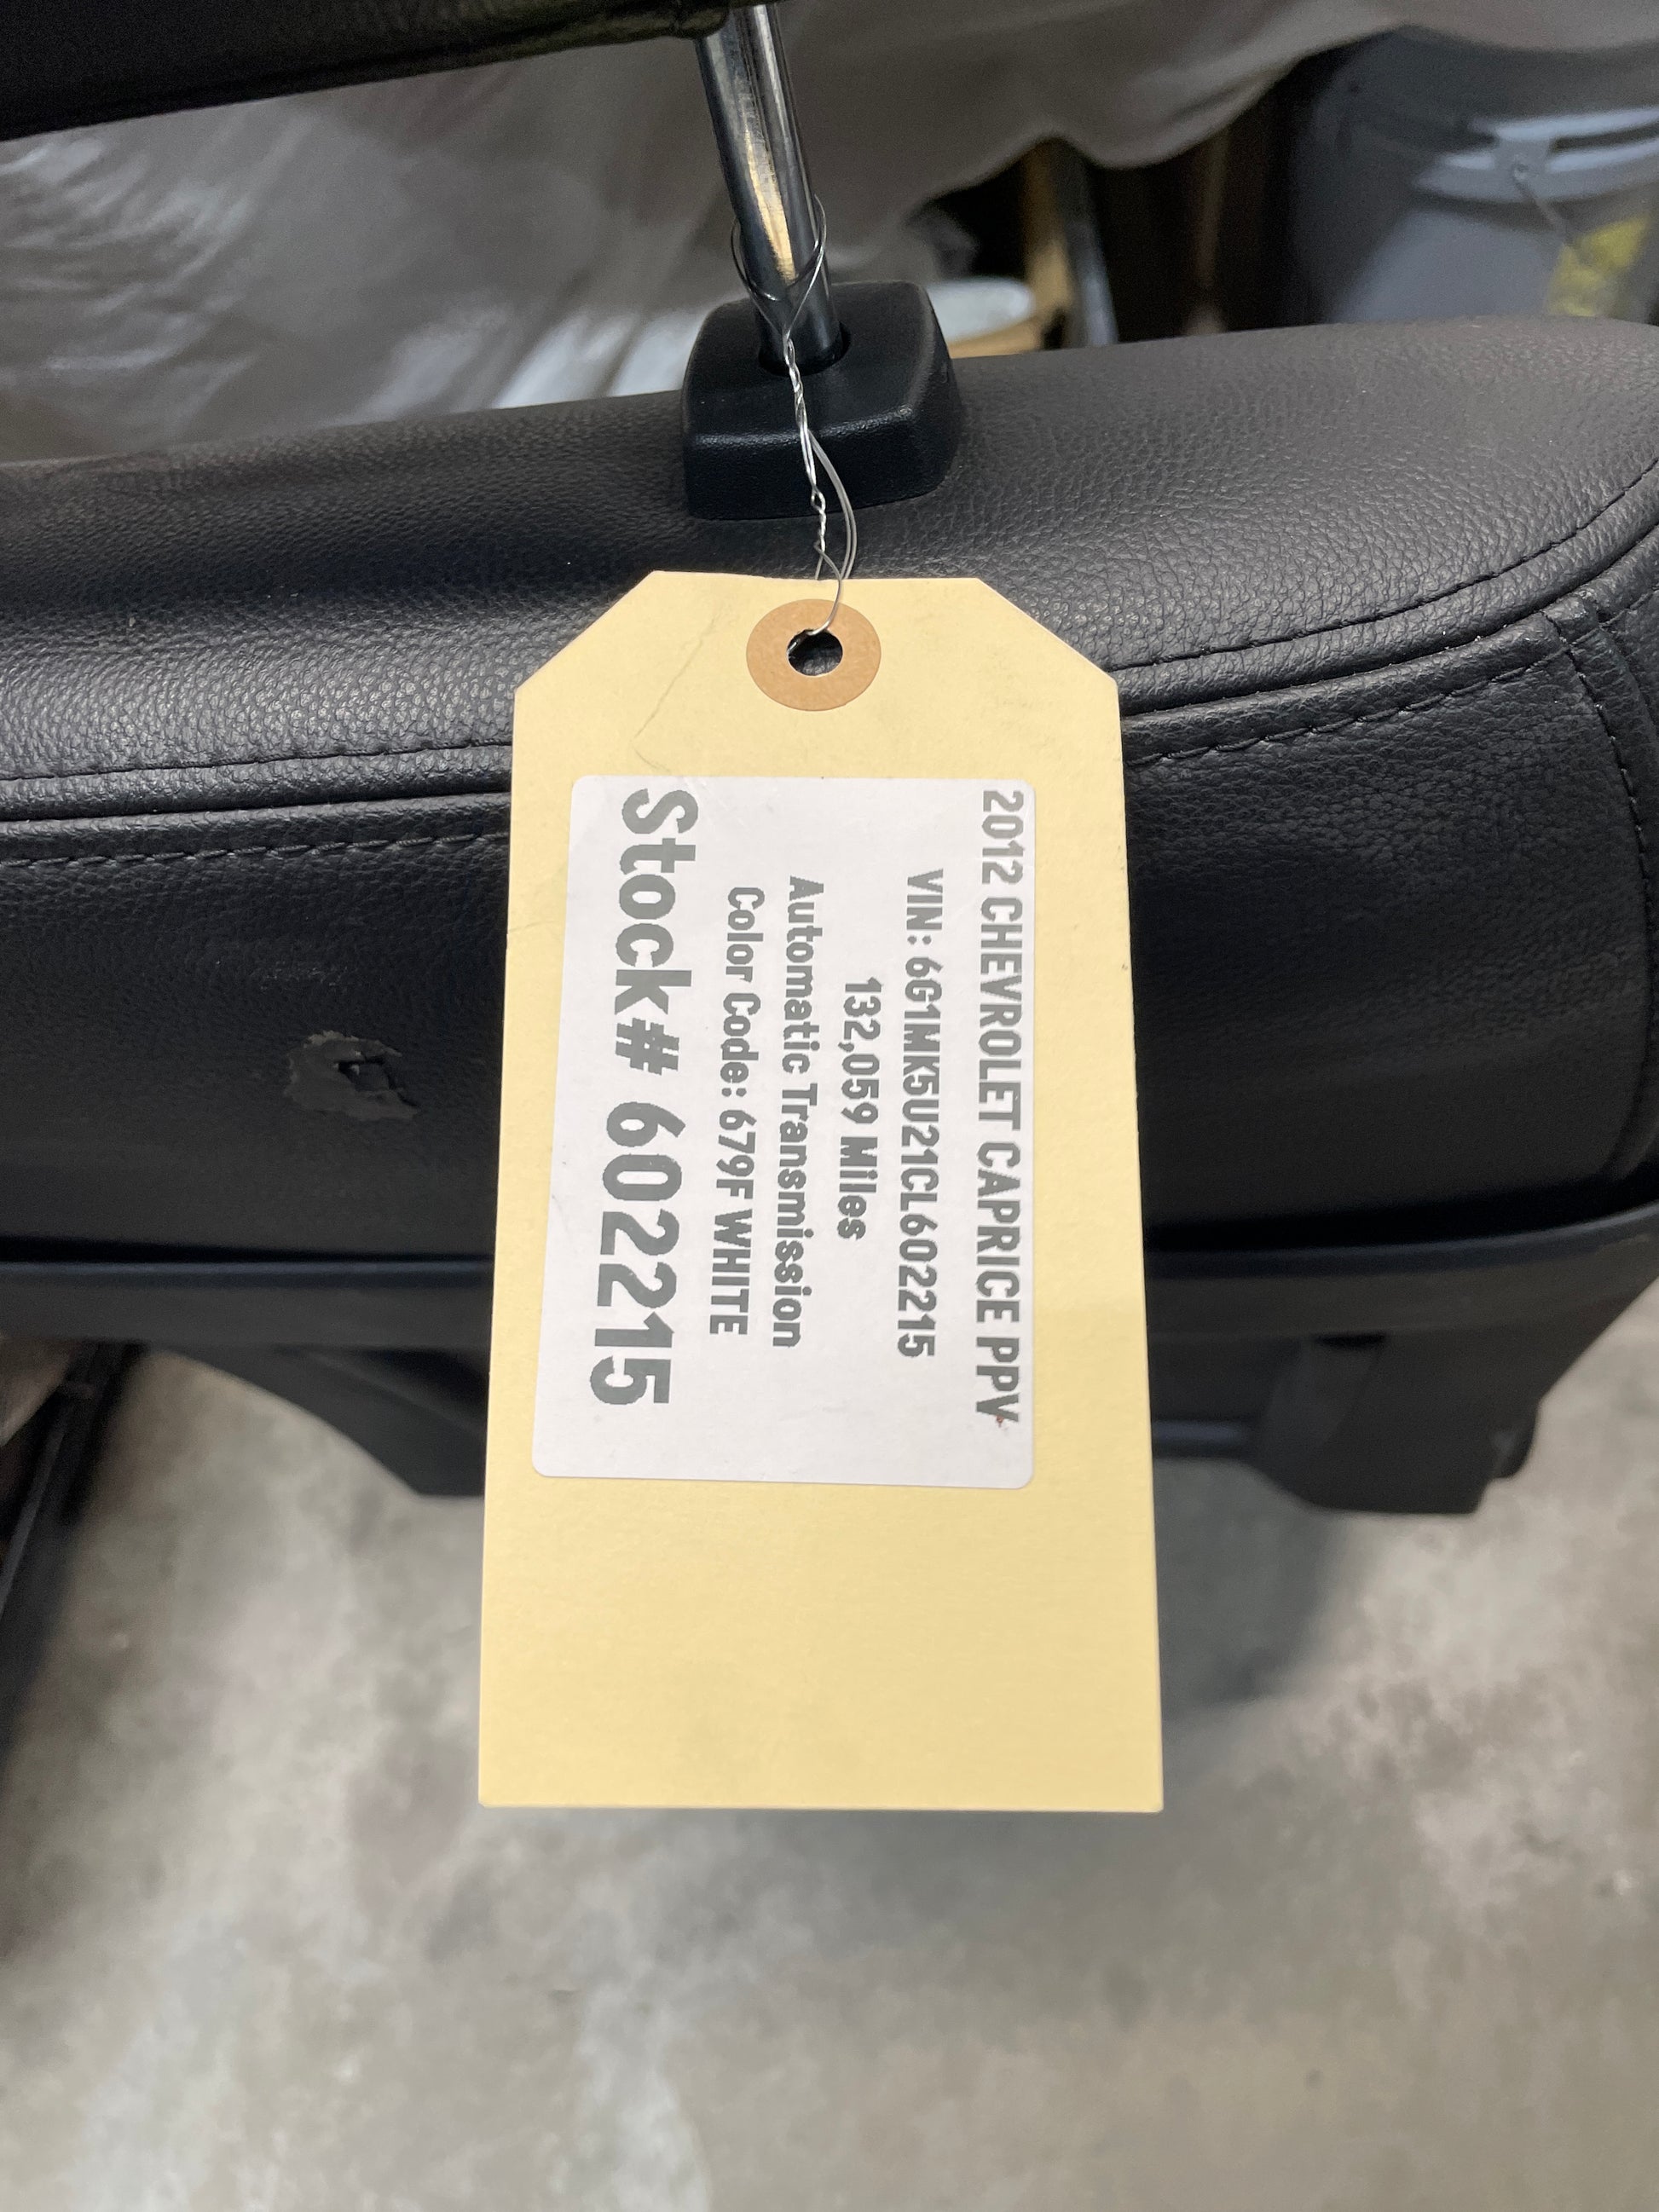 2012 CHEVROLET CAPRICE PPV
VIN: 6G1MK5U21CL602215
132,059 Miles
Automatic Transmission
Color Code: 679F WHITE
Stock# 602215